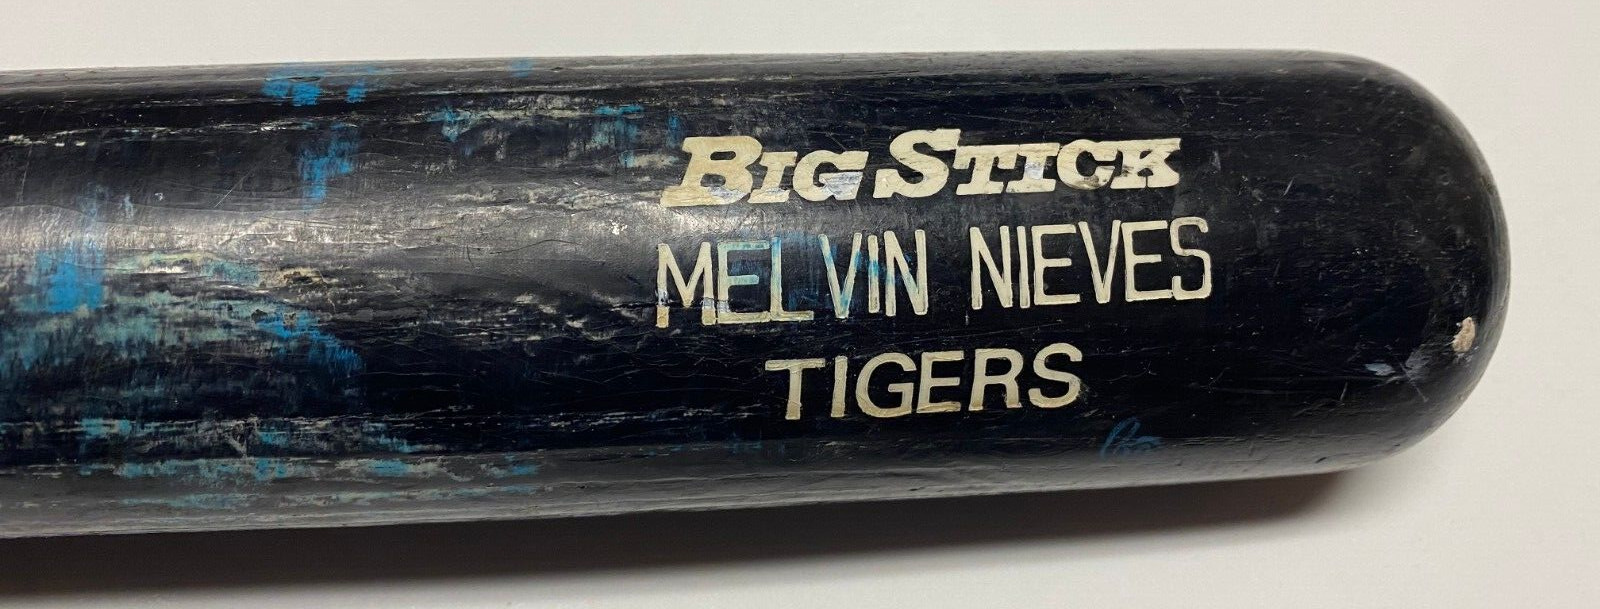 BIG STICK
MELVIN NIEVES
TIGERS